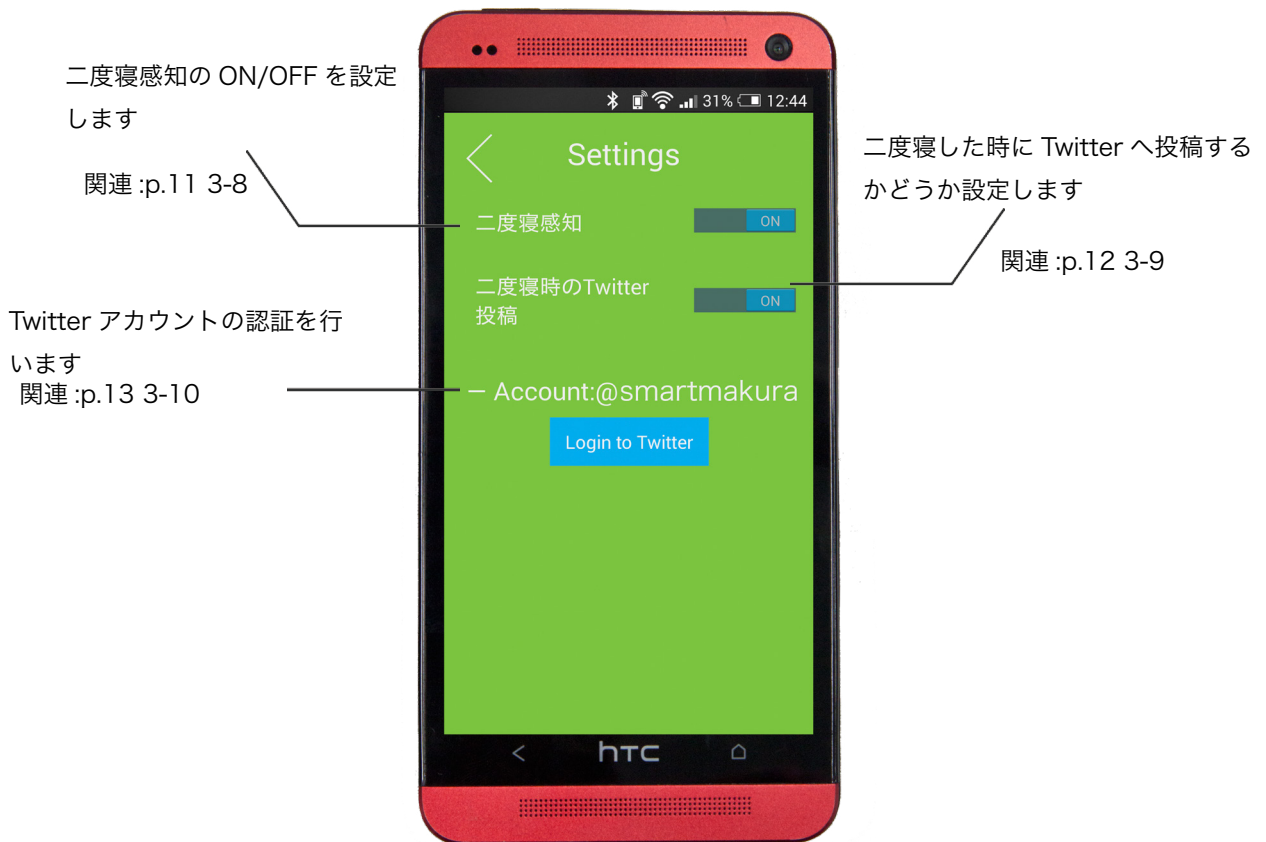 二度寝感知の ON/OFF を設定
します
関連 :p.11 3-8
Twitter アカウントの認証を行
います
関連 :p.13 3-10
31% 12:44
Settings
二度寝感知
ON
二度寝時のTwitter
投稿
ON
— Account:@smartmakura
Login to Twitter
hTC
二度寝した時に Twitter へ投稿する
かどうか設定します
関連 :p.12 3-9